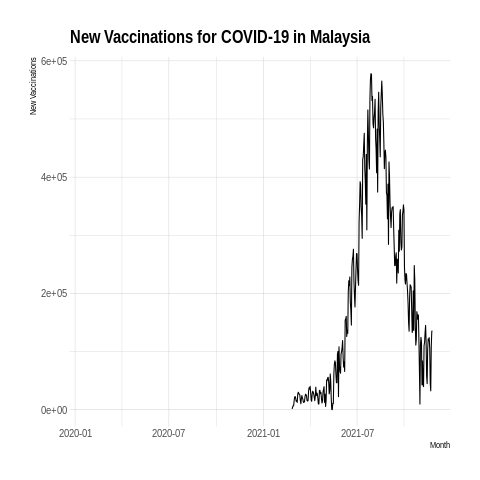 New Vaccinations for COVID-19 in Malaysia
New Vaccinations
6e+05
4e+05
2e+05
0e+00
2020-01 2020-07 2021-01 2021-07
Month